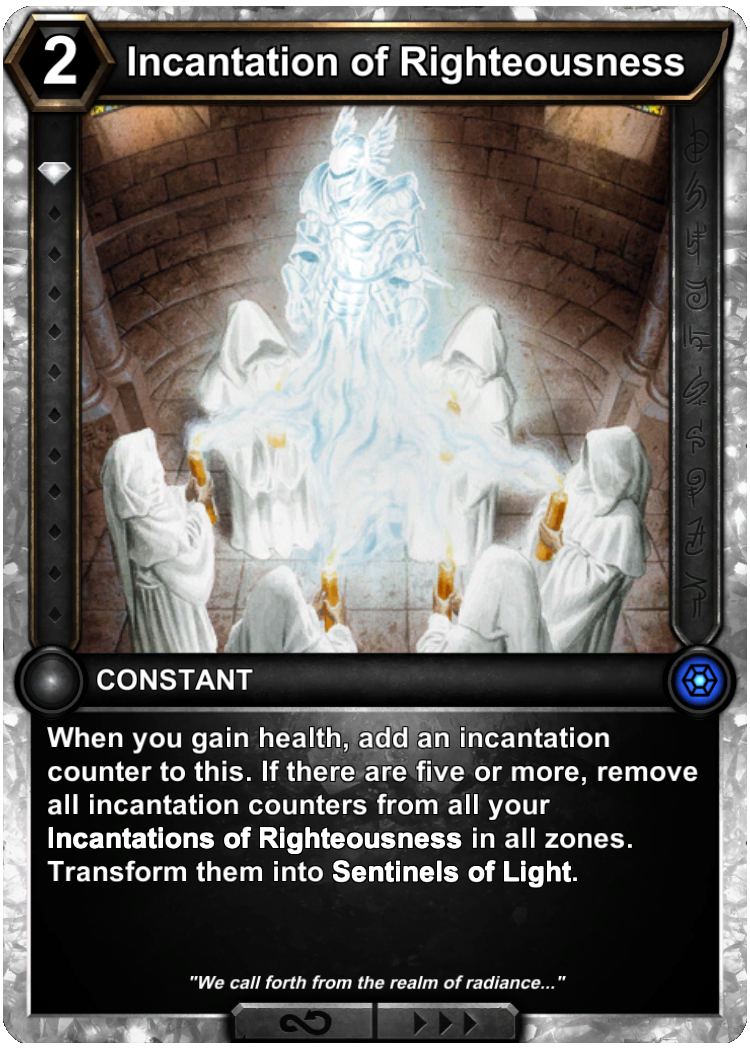 2
Incantation of Righteousness
CONSTANT
When you gain health, add an incantation
counter to this. If there are five or more, remove
all incantation counters from all your
Incantations of Righteousness in all zones.
Transform them into Sentinels of Light.
"We call forth from the realm of radiance..."